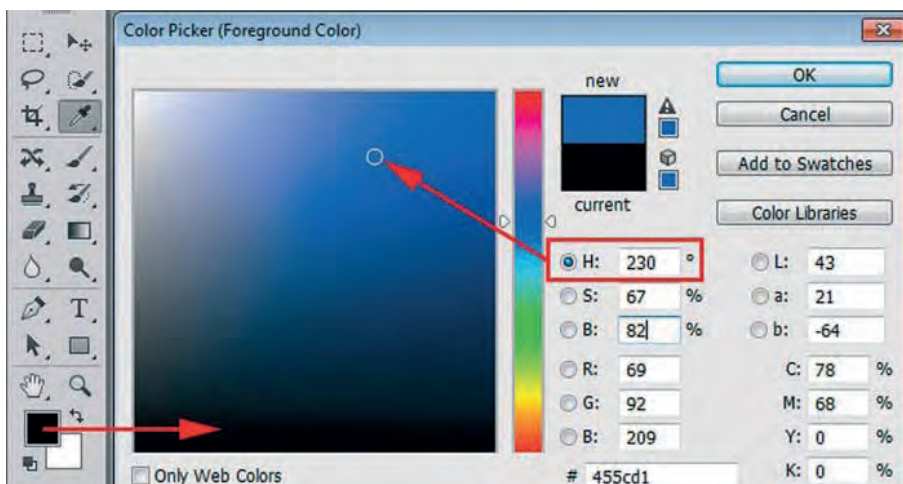 Color Picker (Foreground Color)
new
OK
Cancel
Add to Swatches
current
Color Libraries
H: 230 °
L: 43
S: 67 %
a: 21
B: 82 %
b: -64
R: 69
C: 78 %
G: 92
M: 68 %
B: 209
Y: 0 %
Only Web Colors
# 455cd1
K: 0 %
T